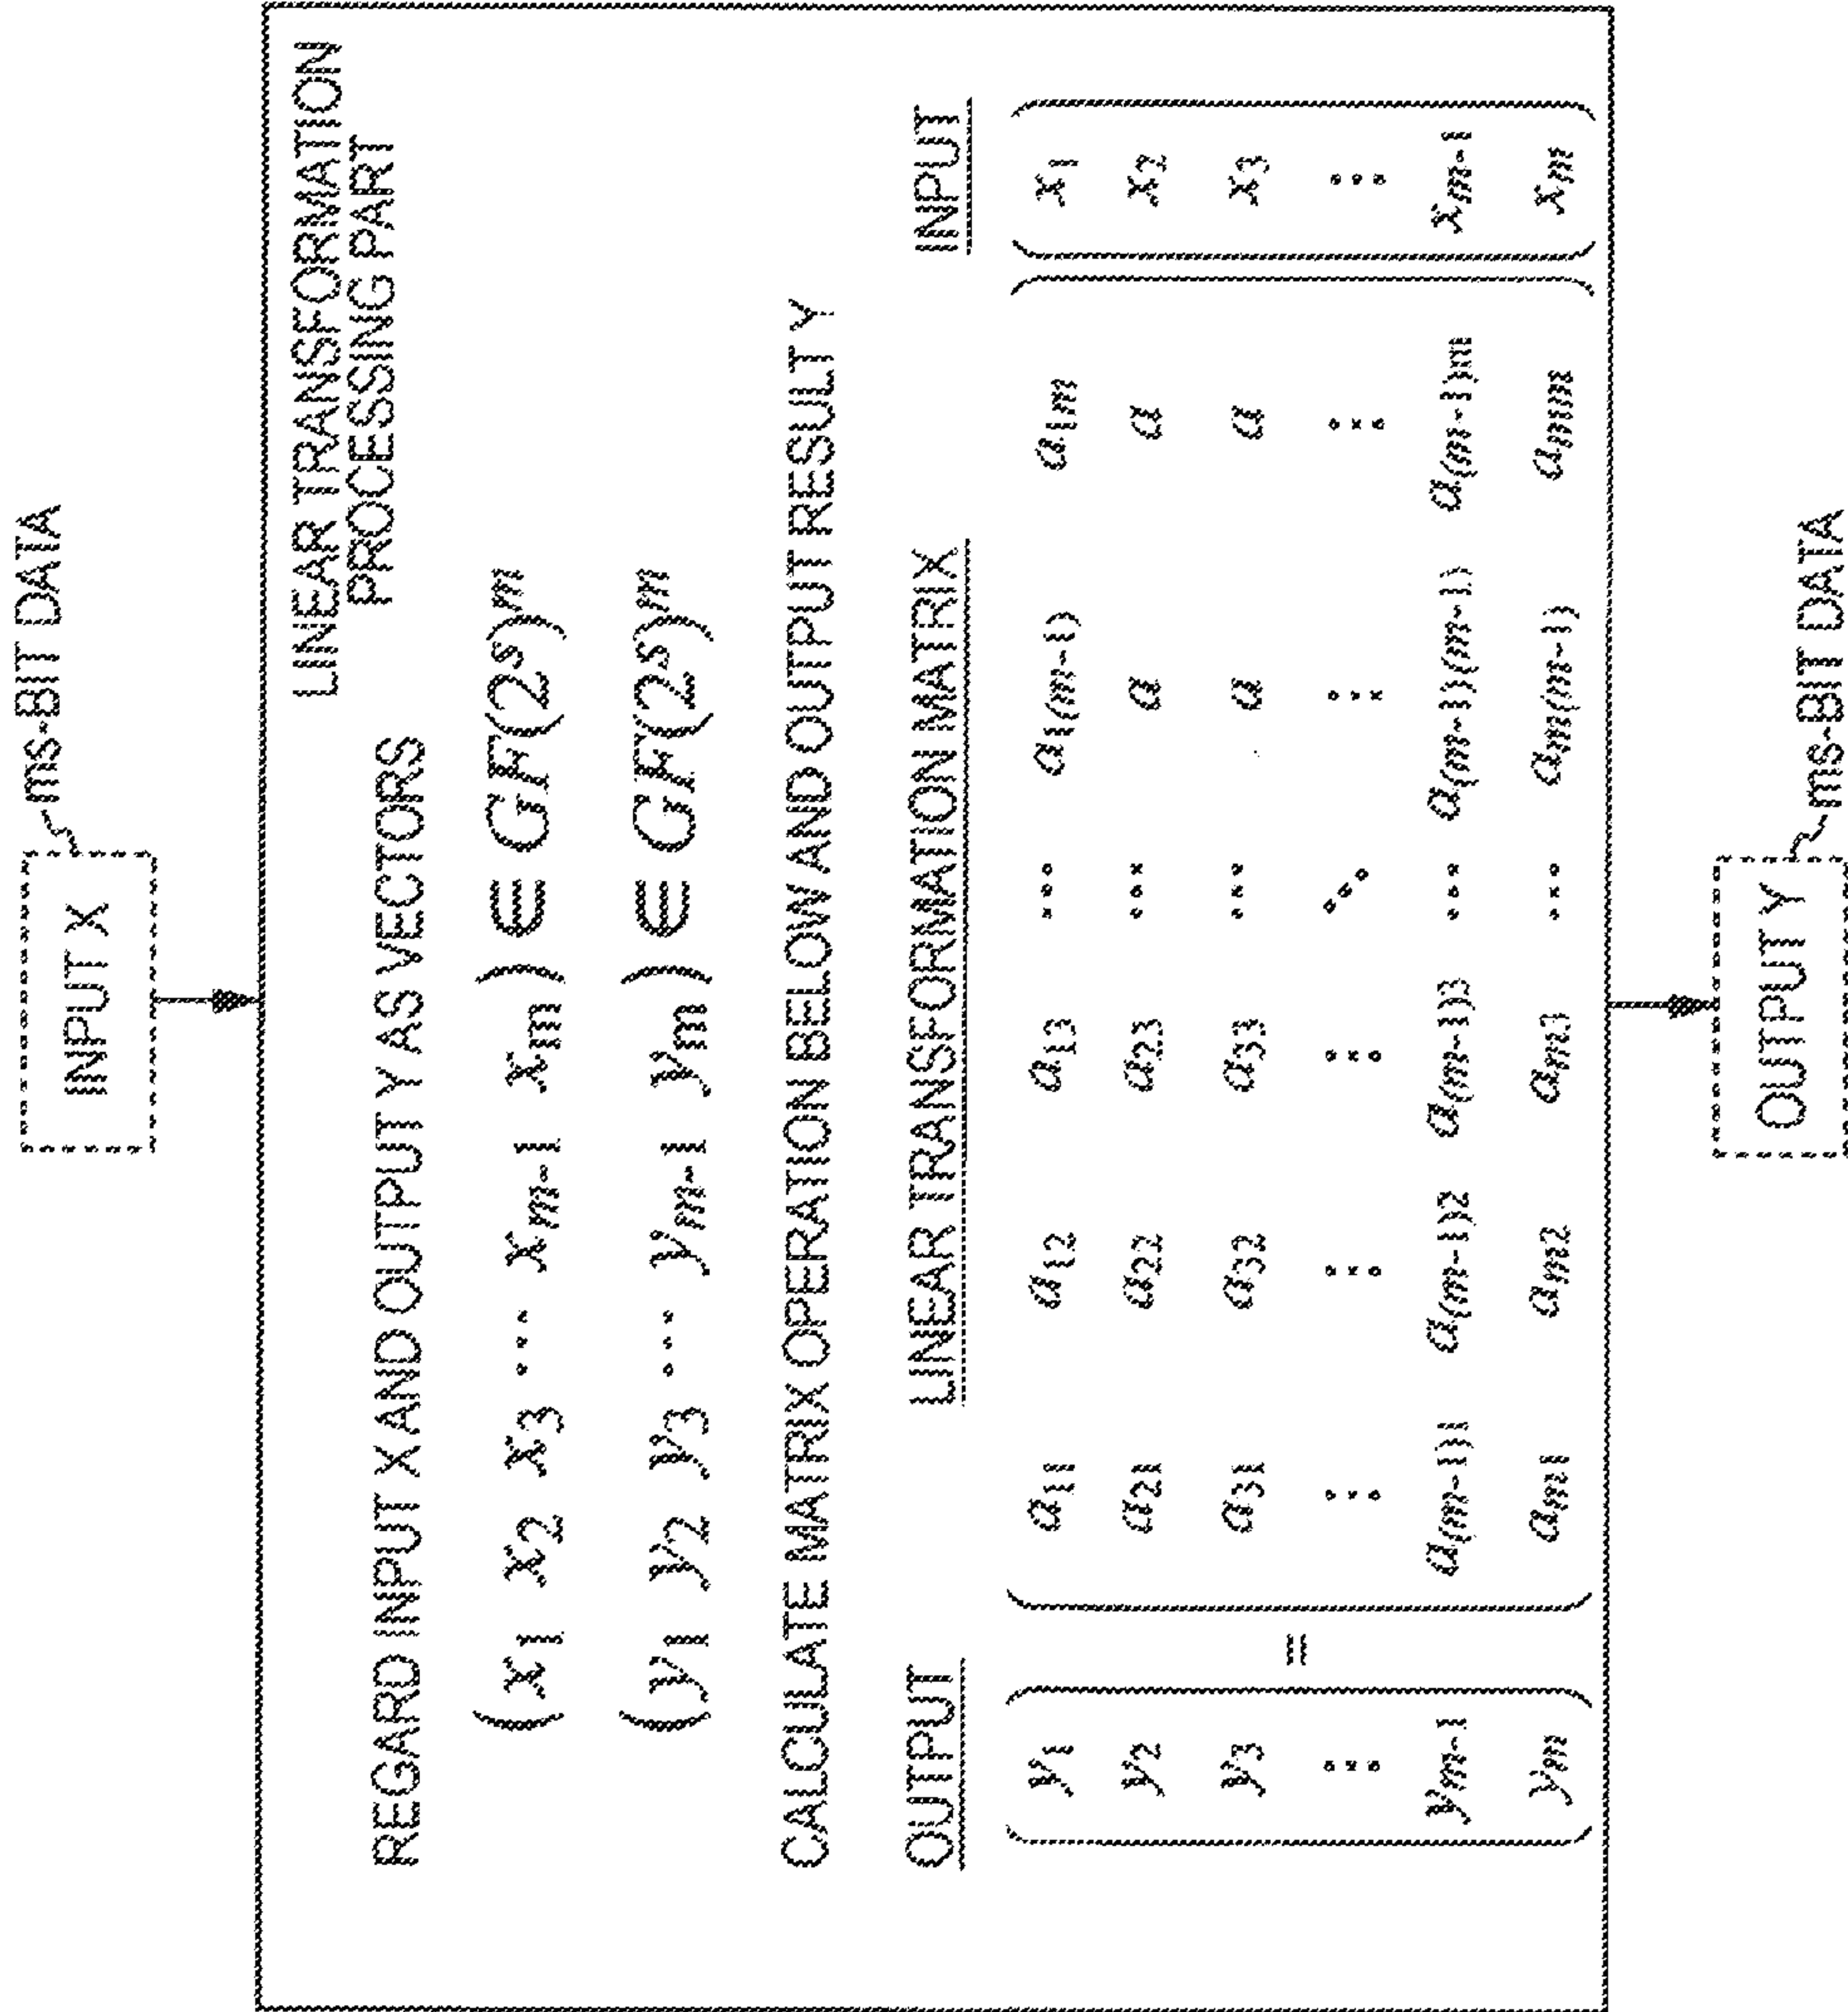 ms-BIT DATA
INPUT X
LINEAR TRANSFORMATION
PROCESSING PART
REGARD INPUT X AND OUTPUT Y AS VECTORS
( x1 x2 x3 ··· xm-1 xm ) ∈ GF(2^s)^m
( y1 y2 y3 ··· ym-1 ym ) ∈ GF(2^s)^m
CALCULATE MATRIX OPERATION BELOW AND OUTPUT RESULT Y
OUTPUT LINEAR TRANSFORMATION MATRIX INPUT
y1 a11 a12 a13 ··· a1(m-1) a1m x1
y2 a21 a22 a23 ··· a a x2
y3 a31 a32 a33 ··· a a x3
··· = ··· ··· ··· ··· ··· ··· ···
ym-1 a(m-1)1 a(m-1)2 a(m-1)3 ··· a(m-1)(m-1) a(m-1)m xm-1
ym am1 am2 am3 ··· am(m-1) amm xm
OUTPUT Y
ms-BIT DATA